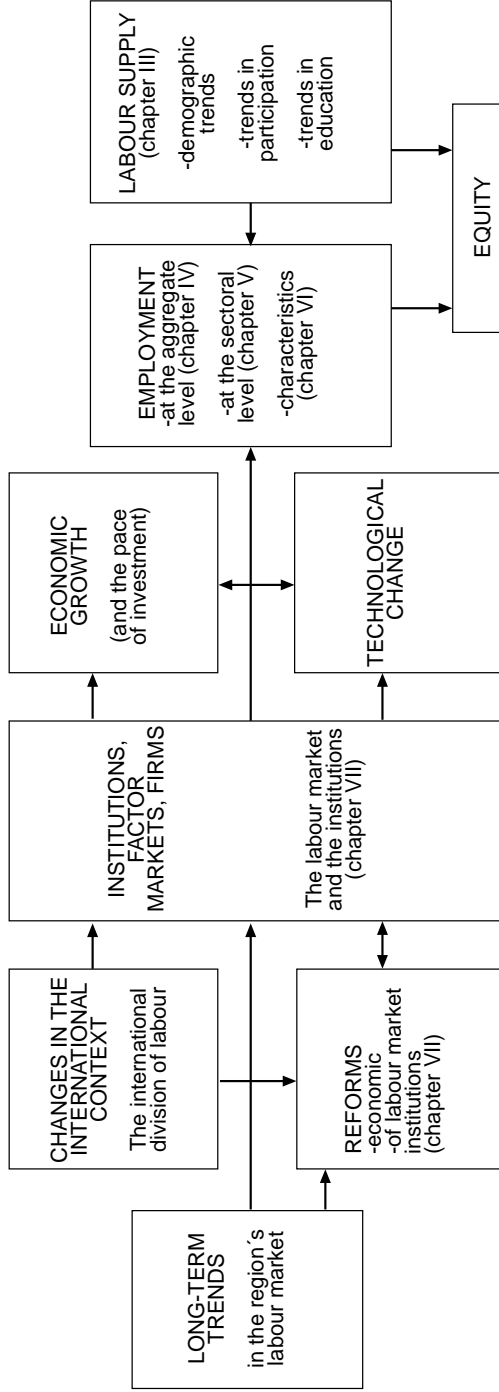 LONG-TERM
TRENDS
in the region´s
labour market
CHANGES IN THE
INTERNATIONAL
CONTEXT
The international
division of labour
REFORMS
-economic
-of labour market
institutions
(chapter VII)
INSTITUTIONS,
FACTOR
MARKETS, FIRMS
The labour market
and the institutions
(chapter VII)
ECONOMIC
GROWTH
(and the pace
of investment)
TECHNOLOGICAL
CHANGE
EMPLOYMENT
-at the aggregate
level (chapter IV)
-at the sectoral
level (chapter V)
-characteristics
(chapter VI)
LABOUR SUPPLY
(chapter III)
-demographic
trends
-trends in
participation
-trends in
education
EQUITY